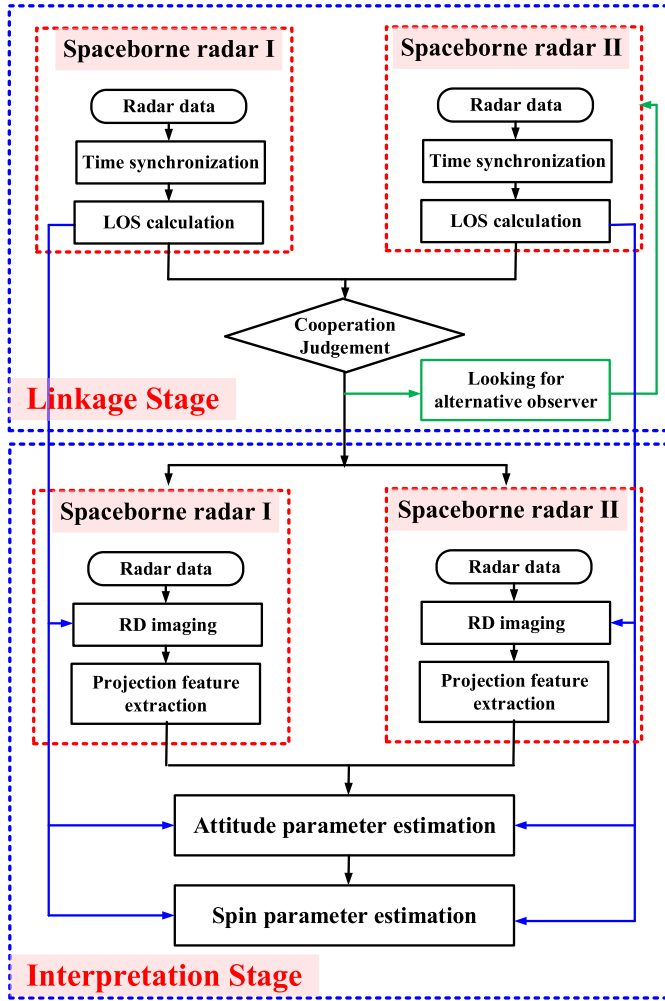 Spaceborne radar I
Radar data
Time synchronization
LOS calculation
Spaceborne radar II
Radar data
Time synchronization
LOS calculation
Cooperation
Judgement
Looking for
alternative observer
Linkage Stage
Spaceborne radar I
Radar data
RD imaging
Projection feature
extraction
Spaceborne radar II
Radar data
RD imaging
Projection feature
extraction
Attitude parameter estimation
Spin parameter estimation
Interpretation Stage